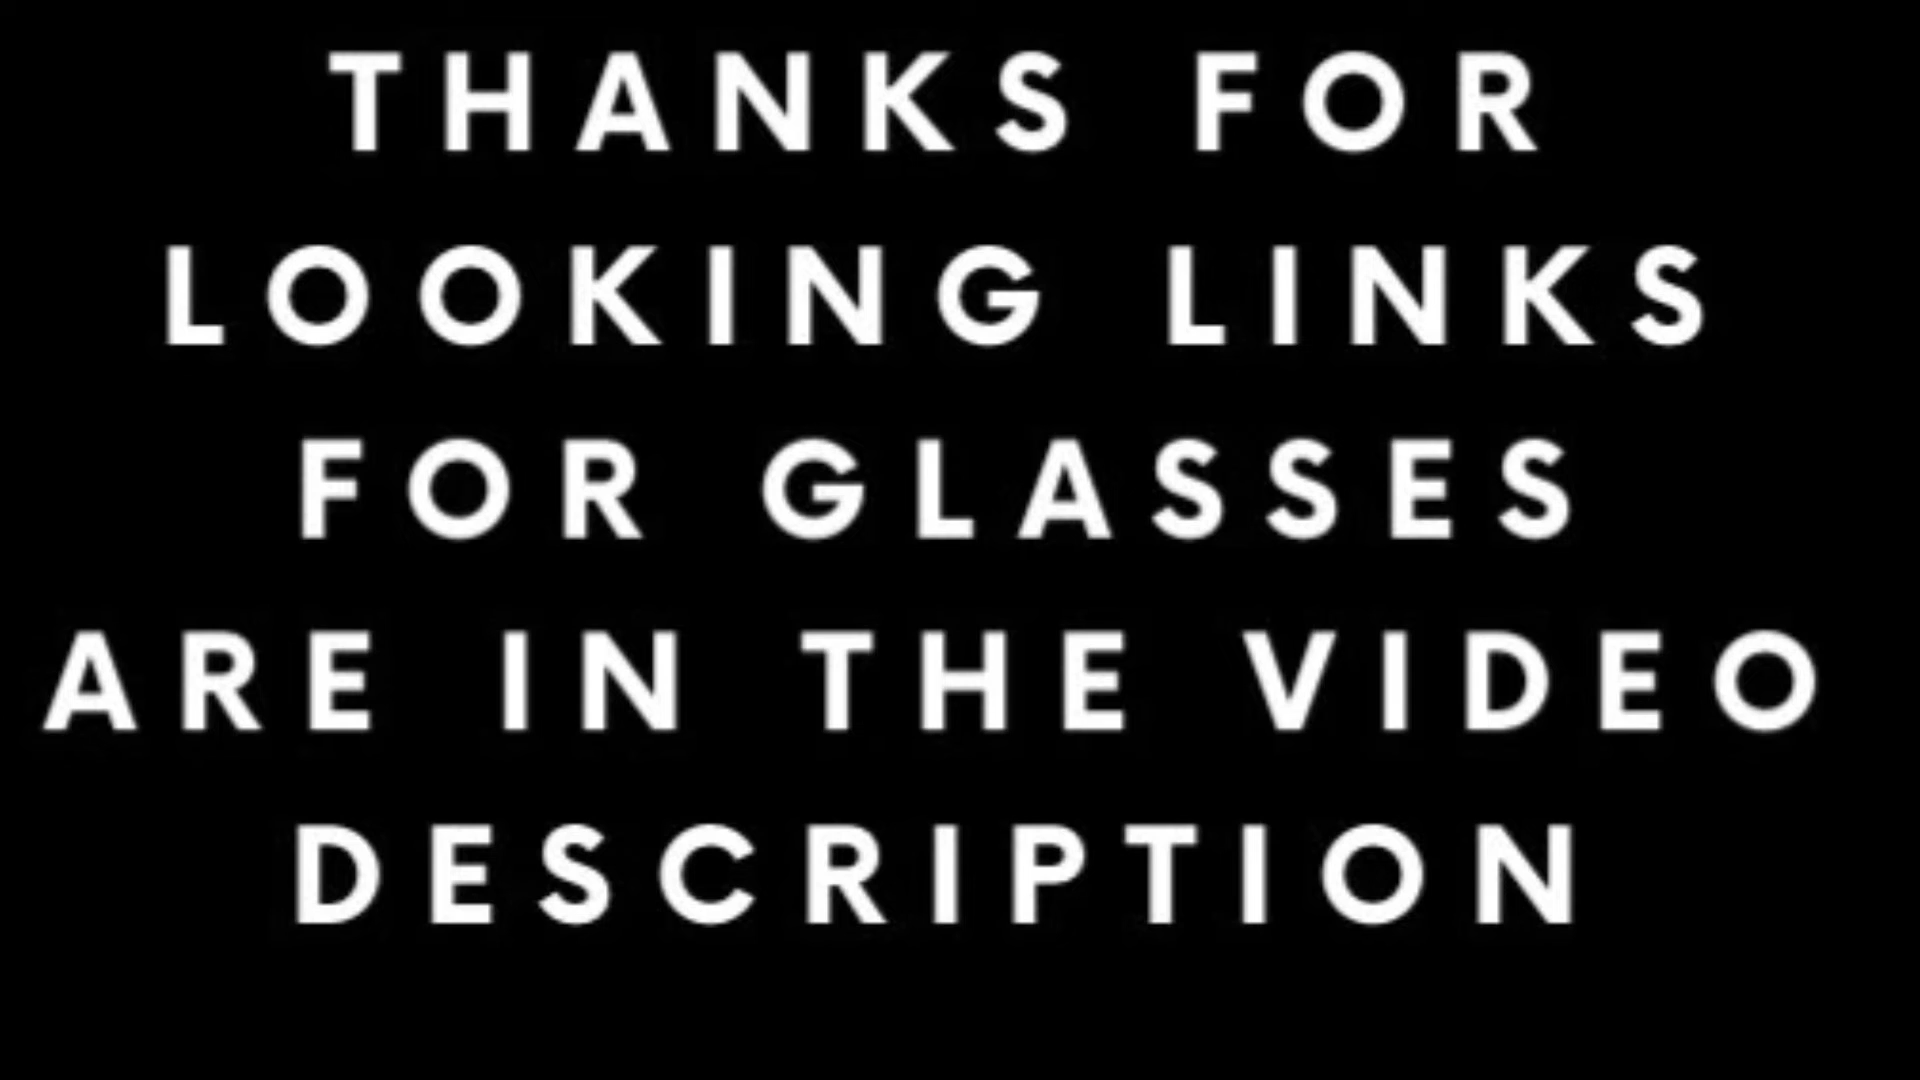 THANKS FOR
LOOKING LINKS
FOR GLASSES
ARE IN THE VIDEO
DESCRIPTION